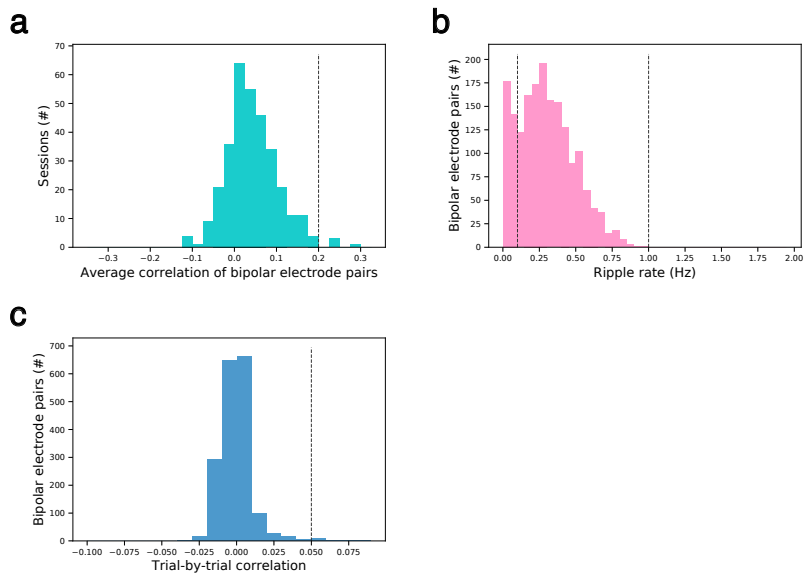 a
70
60
50
40
30
20
10
0
Sessions (#)
−0.3 −0.2 −0.1 0.0 0.1 0.2 0.3
Average correlation of bipolar electrode pairs
b
200
175
150
125
100
75
50
25
0
Bipolar electrode pairs (#)
0.00 0.25 0.50 0.75 1.00 1.25 1.50 1.75 2.00
Ripple rate (Hz)
c
700
600
500
400
300
200
100
0
Bipolar electrode pairs (#)
−0.100 −0.075 −0.050 −0.025 0.000 0.025 0.050 0.075
Trial-by-trial correlation